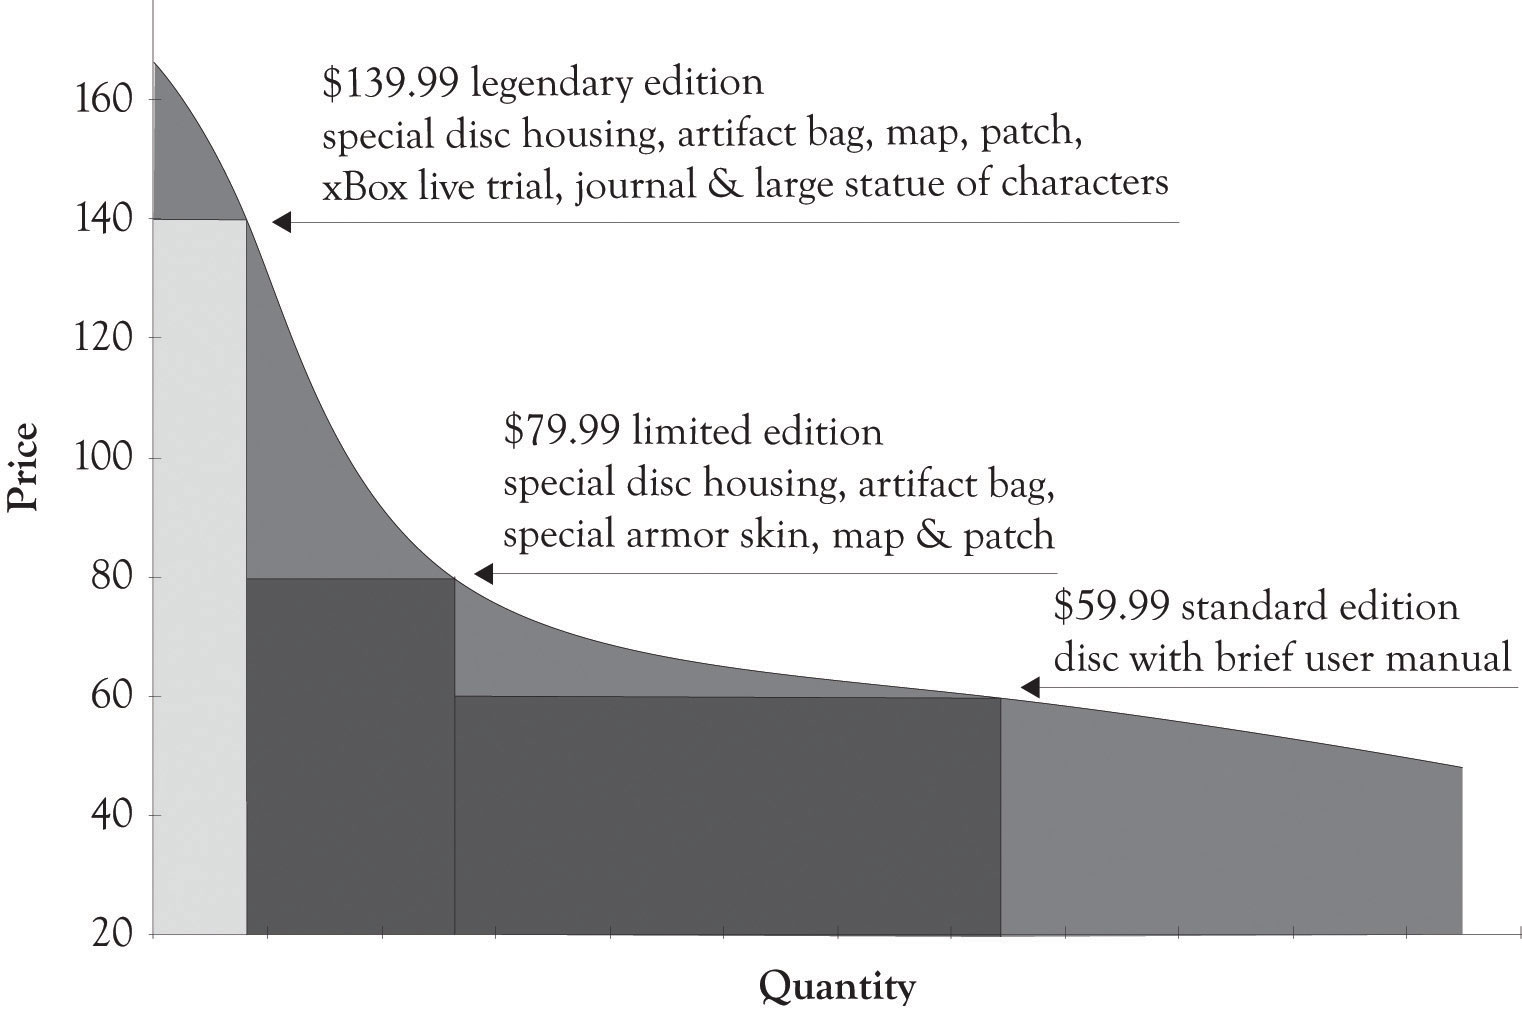 160
$139.99 legendary edition
special disc housing, artifact bag, map, patch,
xBox live trial, journal & large statue of characters
140
120
100
$79.99 limited edition
special disc housing, artifact bag,
special armor skin, map & patch
80
$59.99 standard edition
disc with brief user manual
60
40
20
Price
Quantity